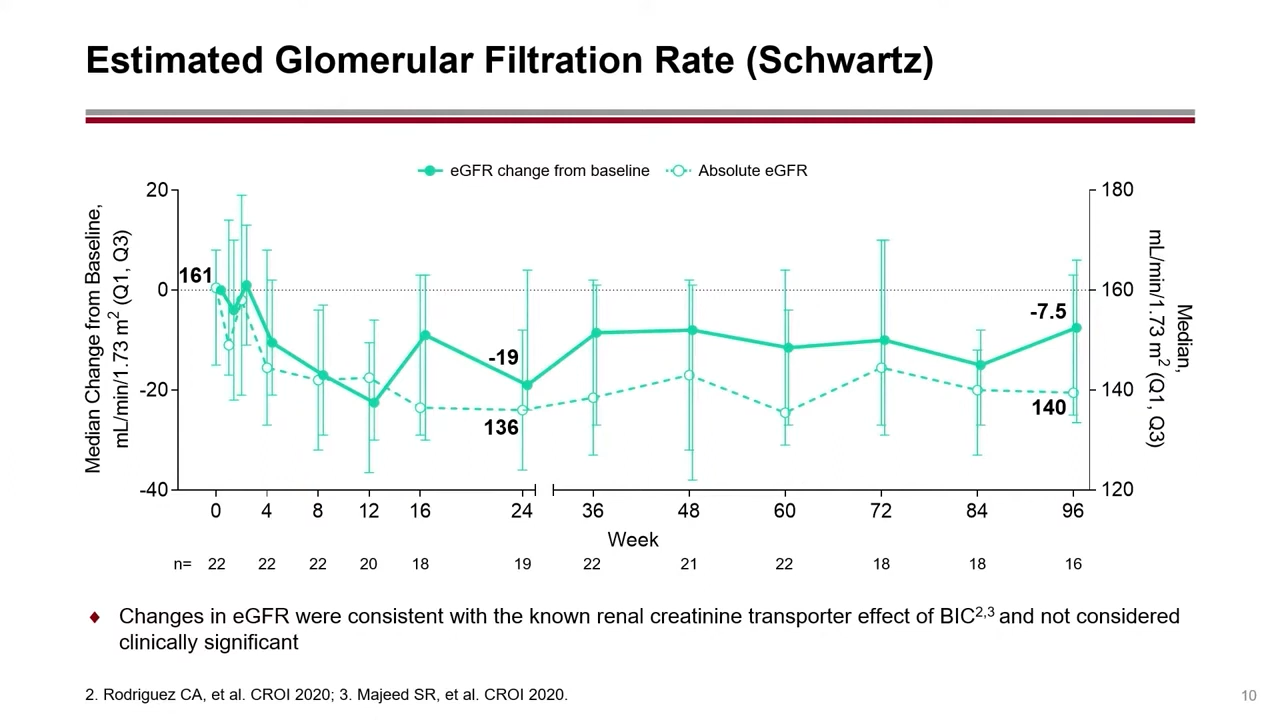 Estimated Glomerular Filtration Rate (Schwartz)
eGFR change from baseline
Absolute eGFR
Median Change from Baseline,
mL/min/1.73 m² (Q1, Q3)
20
0
-20
-40
180
160
140
120
Median,
mL/min/1.73 m² (Q1, Q3)
161
-19
136
-7.5
140
0 4 8 12 16 24 36 48 60 72 84 96
Week
n= 22 22 22 20 18 19 22 21 22 18 18 16
♦ Changes in eGFR were consistent with the known renal creatinine transporter effect of BIC²,³ and not considered
clinically significant
2. Rodriguez CA, et al. CROI 2020; 3. Majeed SR, et al. CROI 2020.
10